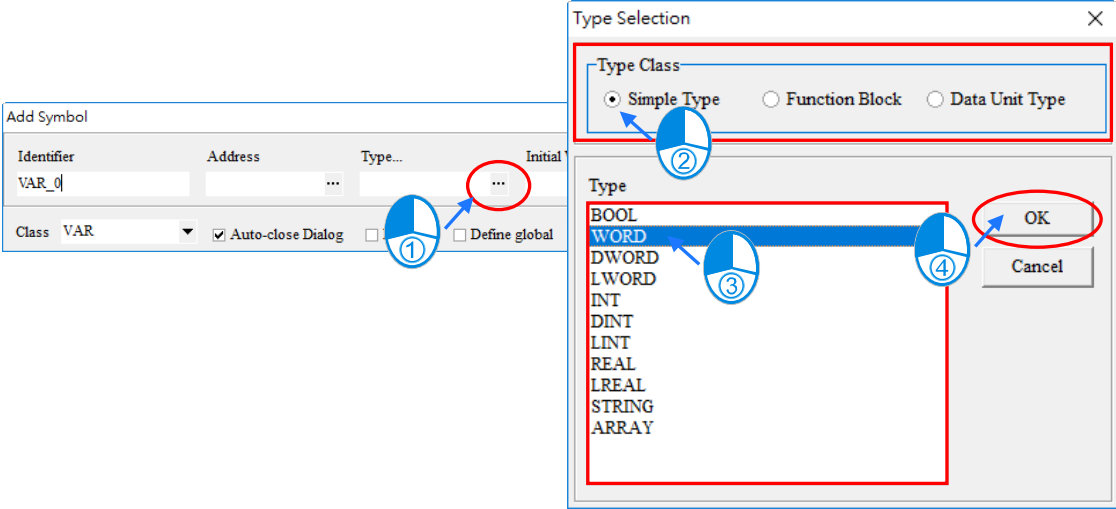 Type Selection
Type Class
Simple Type Function Block Data Unit Type
②
Add Symbol
Identifier Address Type... Initial
VAR_0 ... ...
Class VAR Auto-close Dialog Define global
①
Type
BOOL
WORD
DWORD
LWORD
INT
DINT
LINT
REAL
LREAL
STRING
ARRAY
③
OK
④
Cancel